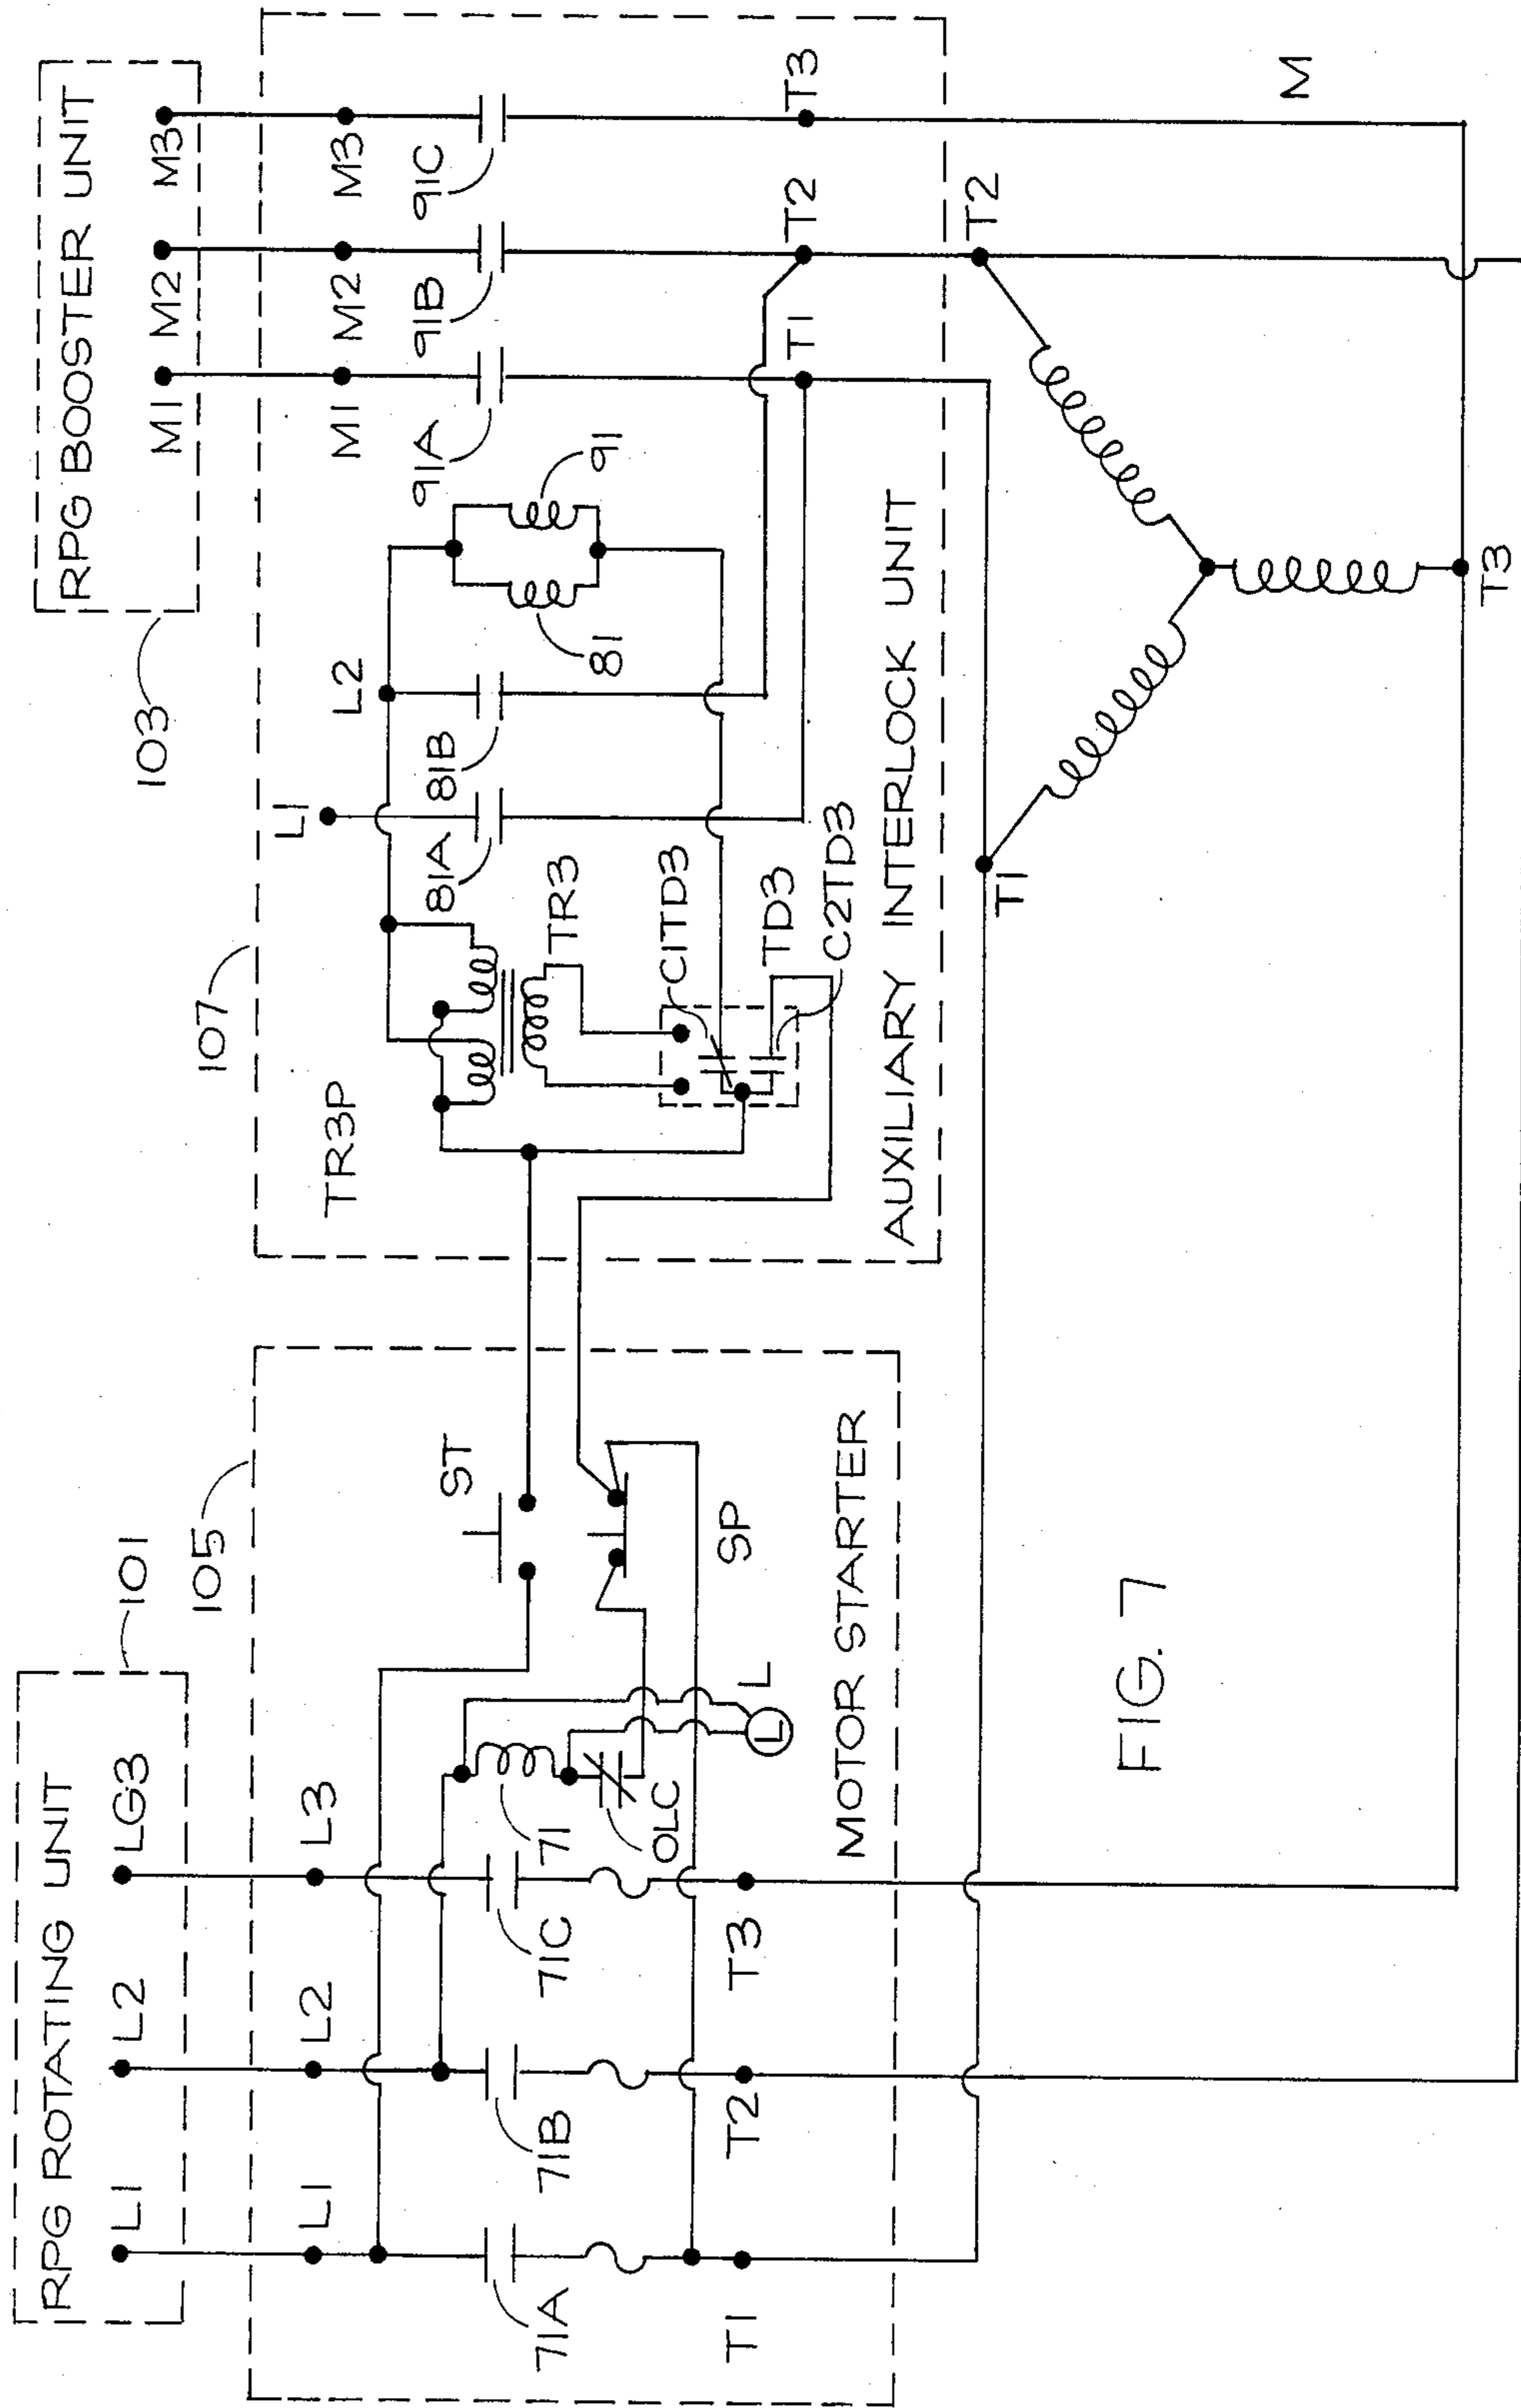 RPG ROTATING UNIT
L1
L2
LG3
101
105
L1
L2
L3
71A
71B
71C
71
OLC
L
L
ST
SP
T1
T2
T3
MOTOR STARTER
RPG BOOSTER UNIT
M1
M2
M3
103
107
TR3P
L1
L2
M1
M2
M3
81A
81B
81
91
91A
91B
91C
TR3
C1TD3
TD3
C2TD3
T1
T2
T3
AUXILIARY INTERLOCK UNIT
T1
T2
T3
M
FIG. 7